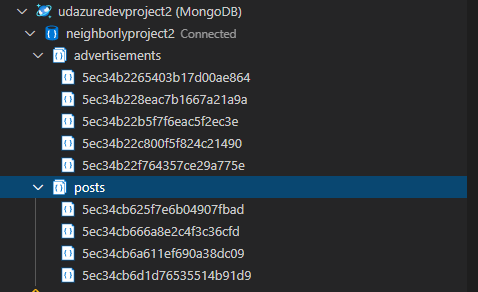 udazuredevproject2 (MongoDB)
neighborlyproject2 Connected
advertisements
5ec34b2265403b17d00ae864
5ec34b228eac7b1667a21a9a
5ec34b22b5f7f6eac5f2ec3e
5ec34b22c800f5f824c21490
5ec34b22f764357ce29a775e
posts
5ec34cb625f7e6b04907fbad
5ec34cb666a8e2c4f3c36cfd
5ec34cb6a611ef690a38dc09
5ec34cb6d1d76535514b91d9